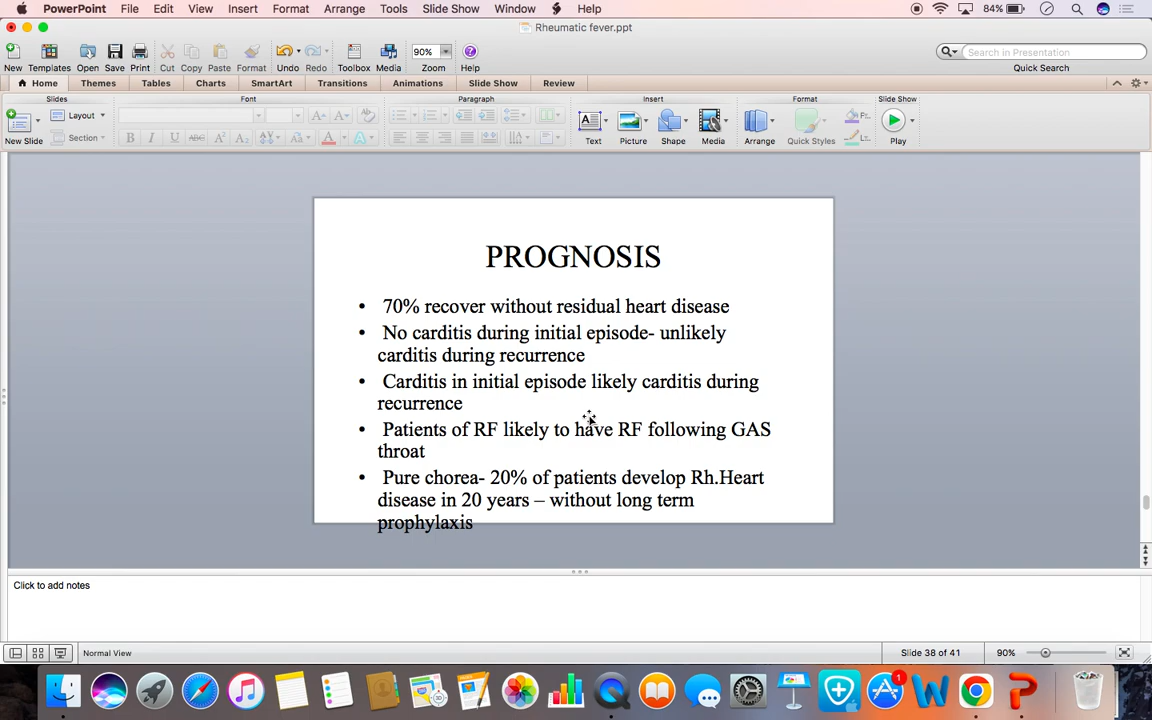 PowerPoint File Edit View Insert Format Arrange Tools Slide Show Window Help 84%
Rheumatic fever.ppt
90% Search in Presentation
New Templates Open Save Print Cut Copy Paste Format Undo Redo Toolbox Media Zoom Help Quick Search
Home Themes Tables Charts SmartArt Transitions Animations Slide Show Review
Slides Font Paragraph Insert Format Slide Show
Layout
Section
New Slide B I U ABC A² A₂ Aa A A Text Picture Shape Media Arrange Quick Styles Play
PROGNOSIS
• 70% recover without residual heart disease
• No carditis during initial episode- unlikely
carditis during recurrence
• Carditis in initial episode likely carditis during
recurrence
• Patients of RF likely to have RF following GAS
throat
• Pure chorea- 20% of patients develop Rh.Heart
disease in 20 years – without long term
prophylaxis
Click to add notes
Normal View Slide 38 of 41 90%
1